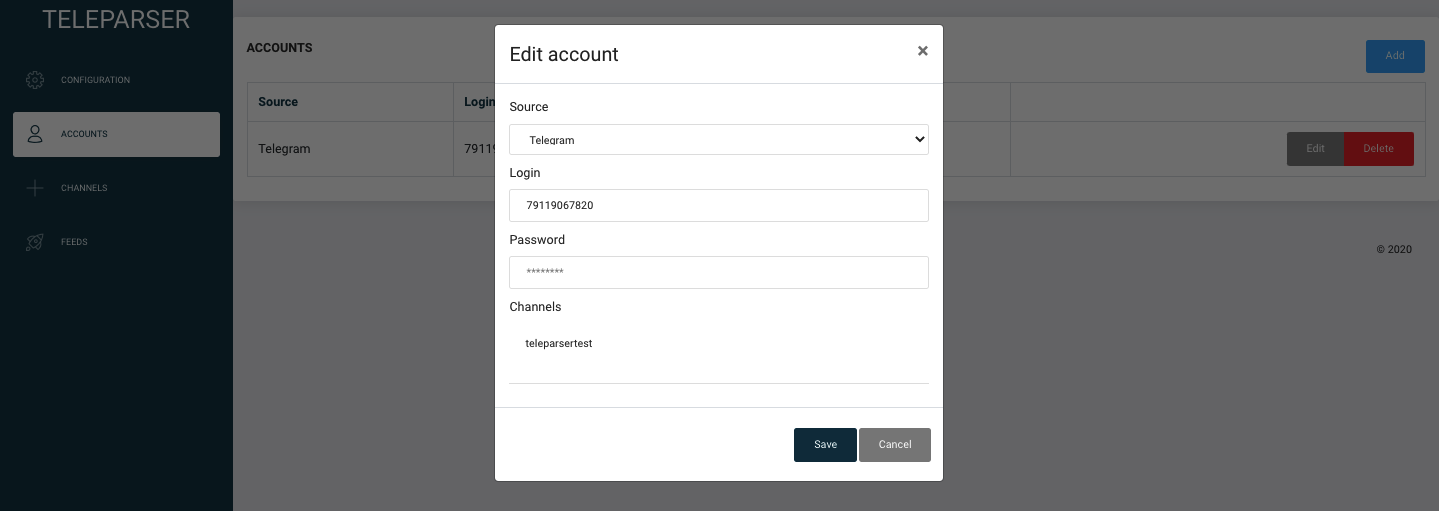 TELEPARSER
CONFIGURATION
ACCOUNTS
CHANNELS
FEEDS
ACCOUNTS
Add
Source
Login
Telegram
7911
Edit
Delete
© 2020
Edit account
×
Source
Telegram
Login
79119067820
Password
********
Channels
teleparsertest
Save
Cancel